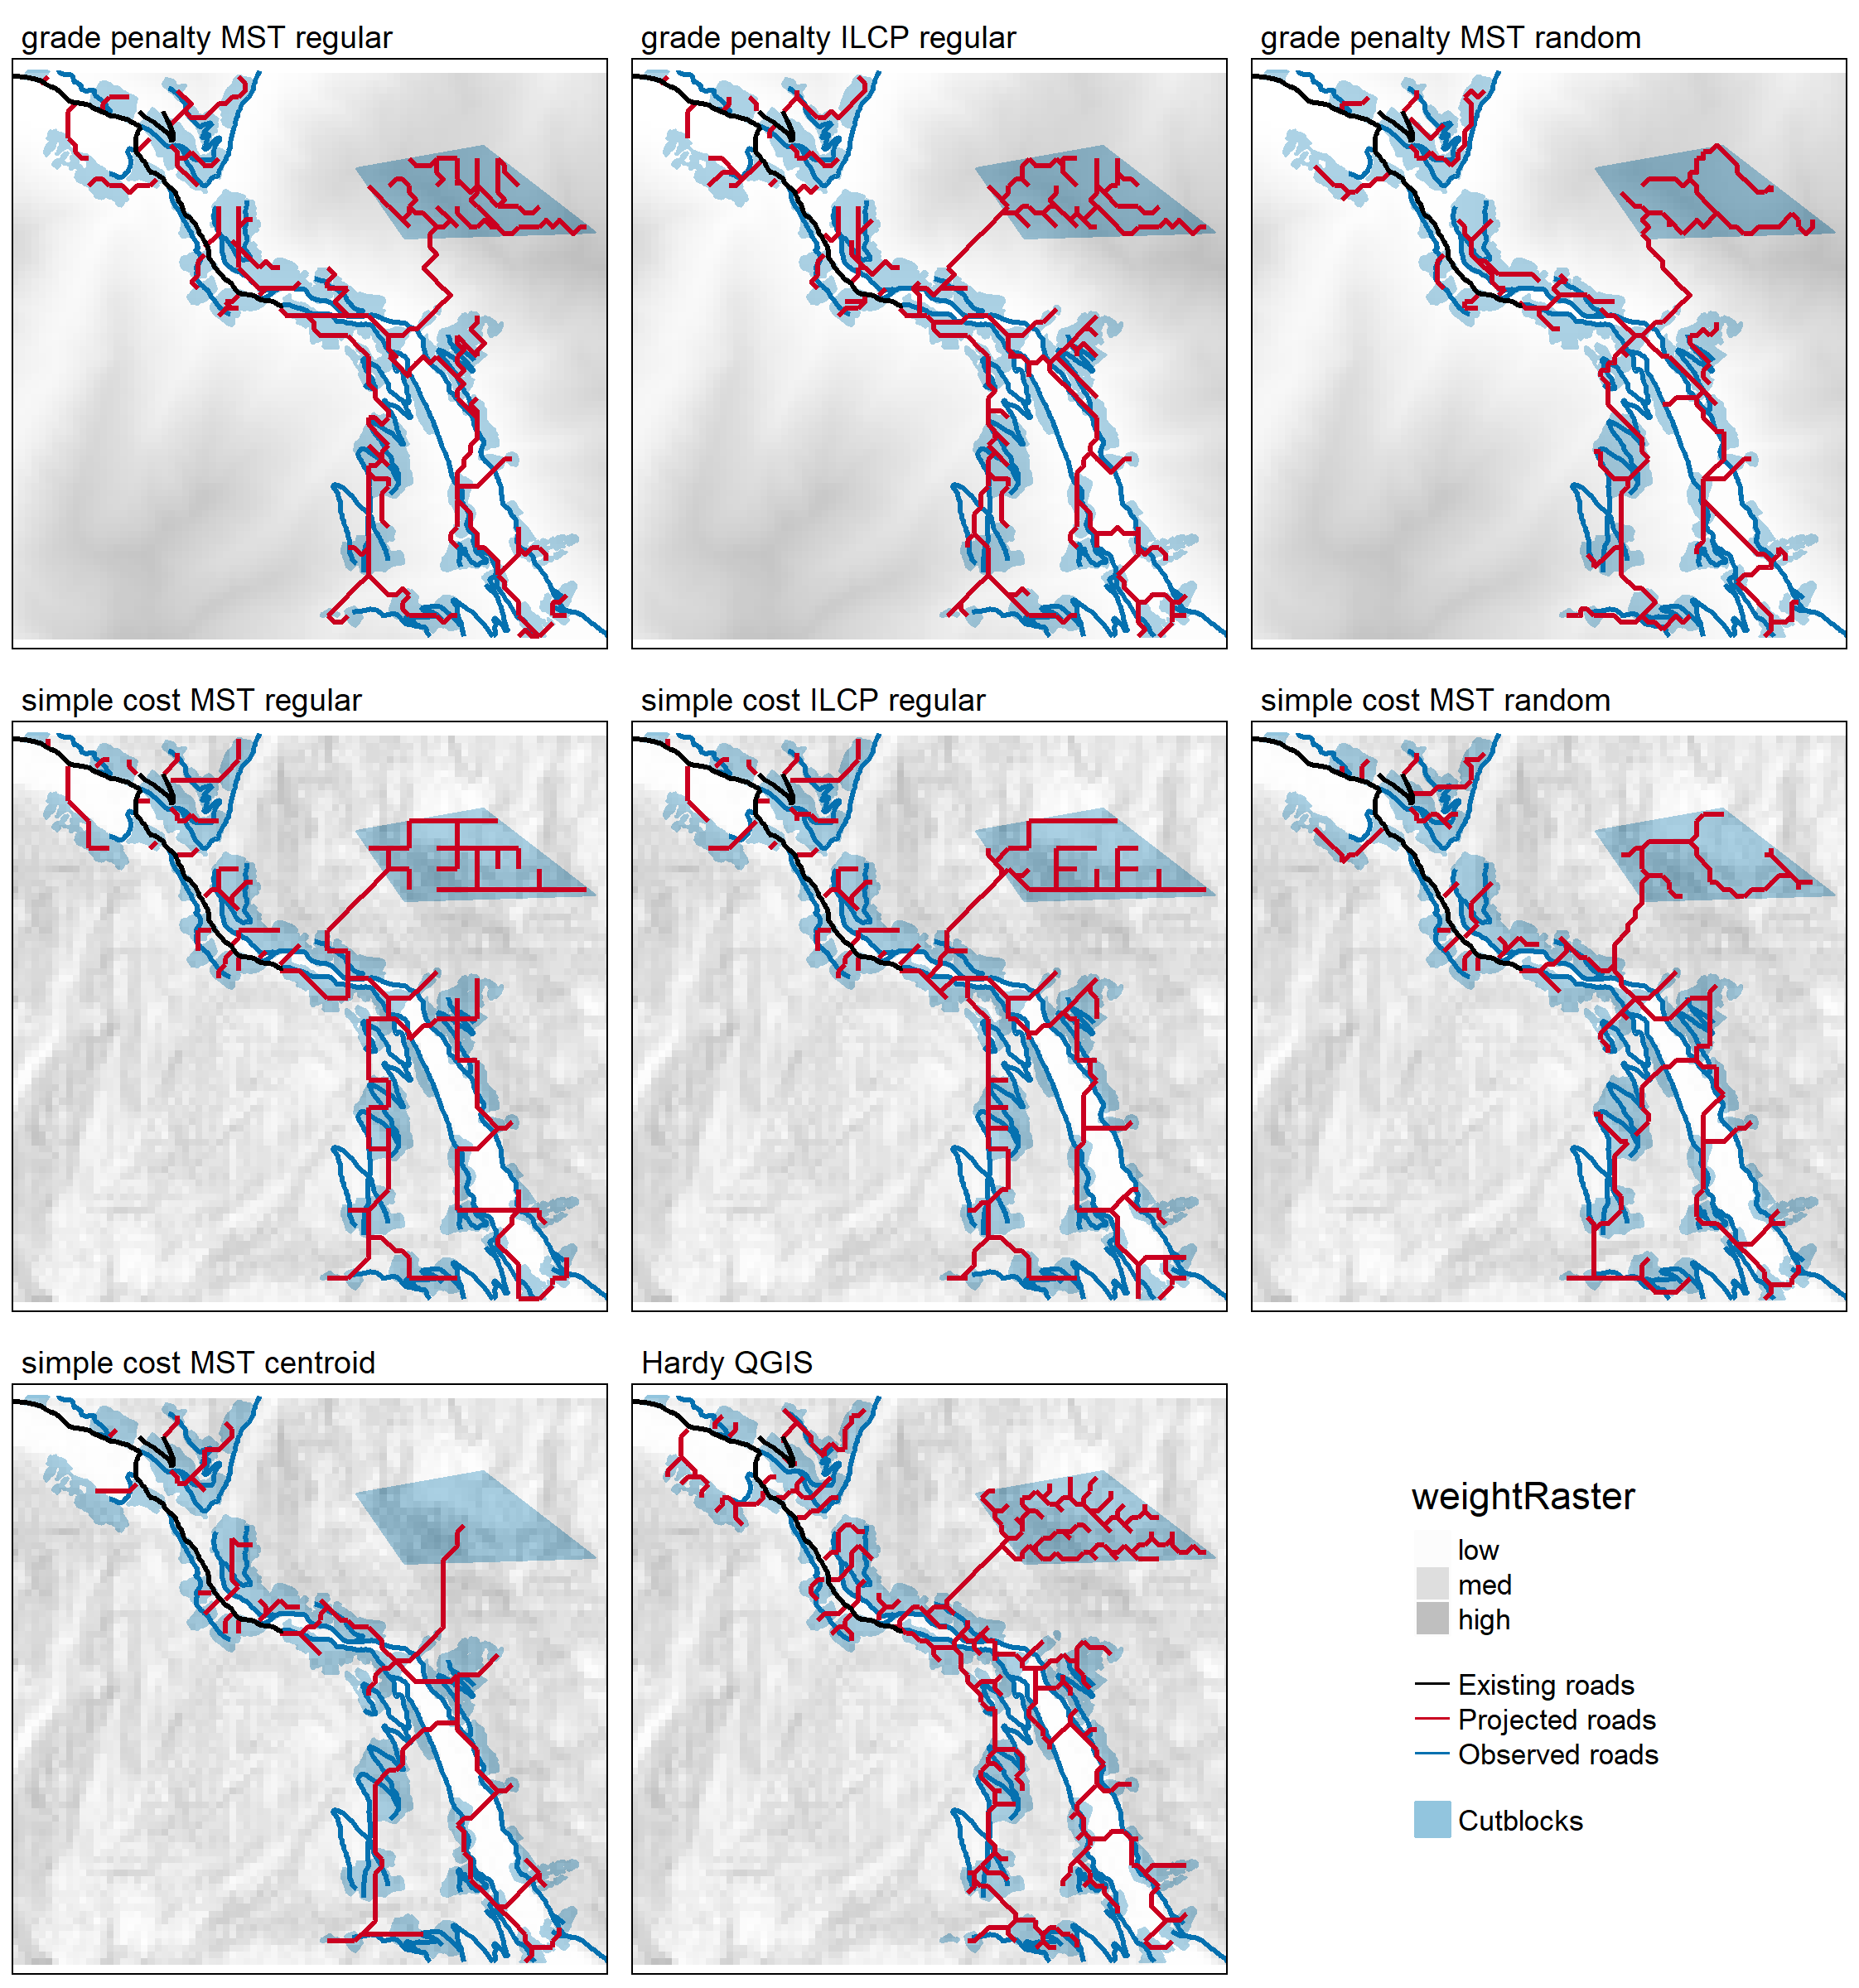 grade penalty MST regular
grade penalty ILCP regular
grade penalty MST random
simple cost MST regular
simple cost ILCP regular
simple cost MST random
simple cost MST centroid
Hardy QGIS
weightRaster
low
med
high
Existing roads
Projected roads
Observed roads
Cutblocks